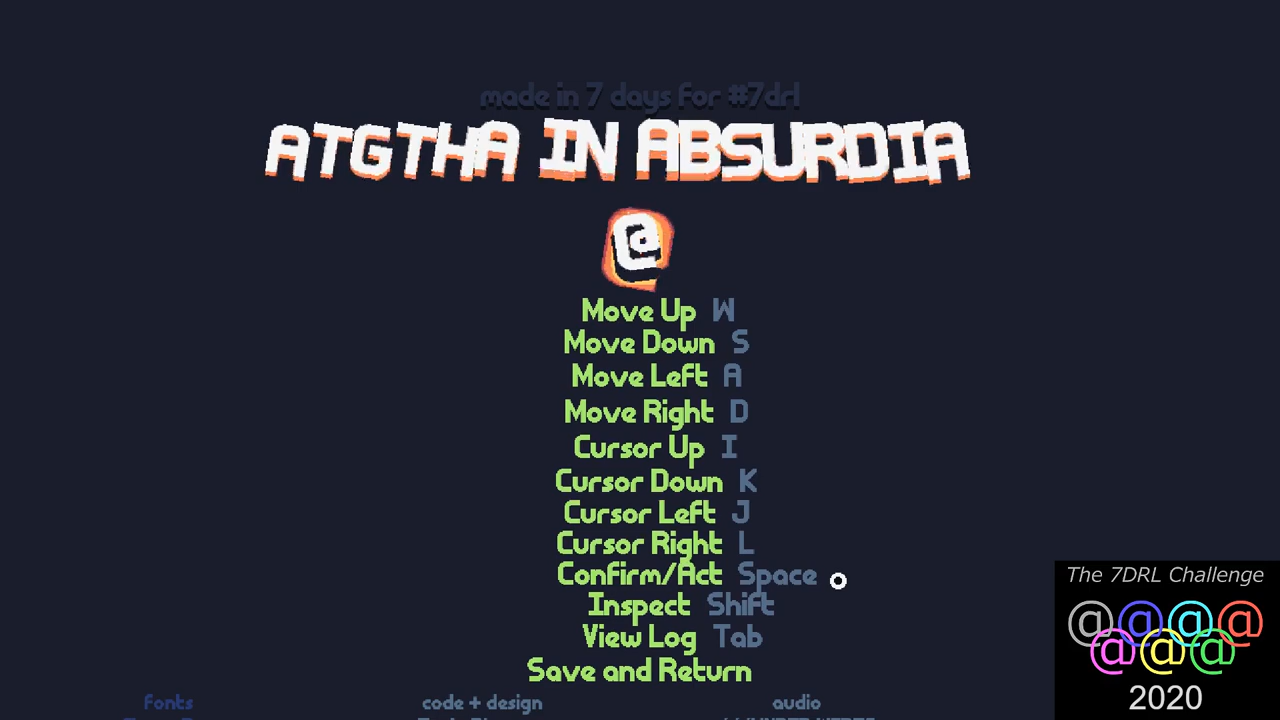 made in 7 days for #7drl
ATGTHA IN ABSURDIA
@
Move Up W
Move Down S
Move Left A
Move Right D
Cursor Up I
Cursor Down K
Cursor Left J
Cursor Right L
Confirm/Act Space
Inspect Shift
View Log Tab
Save and Return
fonts code + design audio
The 7DRL Challenge
@@@@
@@@
2020